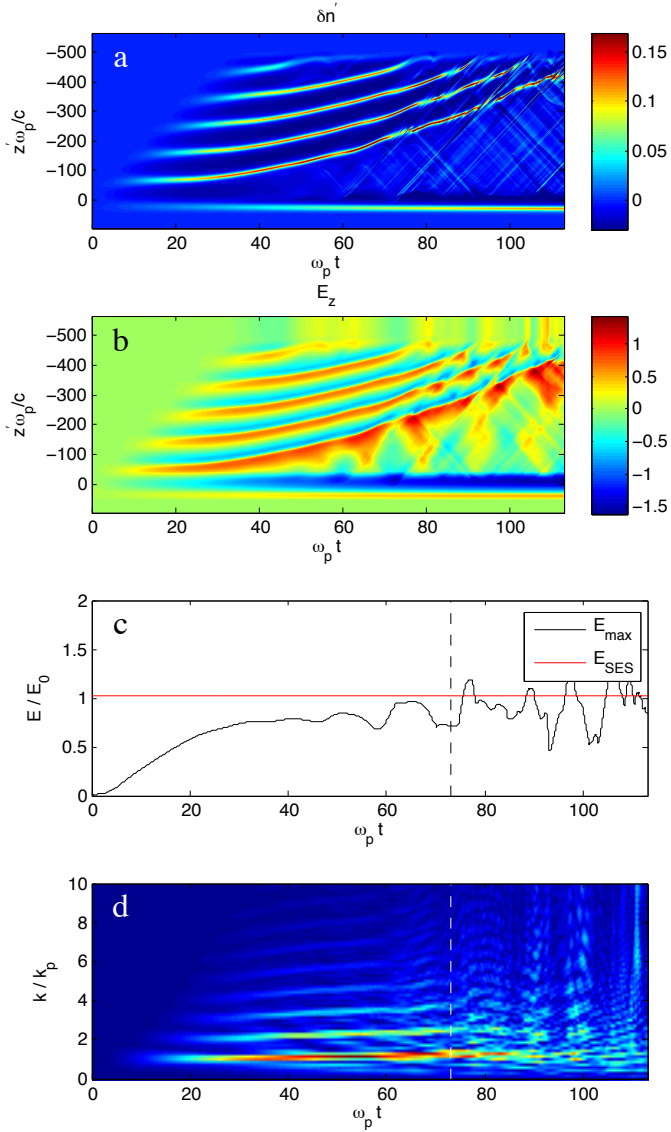 δn′
a
z′ω_p/c
−500
−400
−300
−200
−100
0
0 20 40 60 80 100
ω_p t
0.15
0.1
0.05
0
E_z
b
z′ω_p/c
−500
−400
−300
−200
−100
0
0 20 40 60 80 100
ω_p t
1
0.5
0
−0.5
−1
−1.5
c
E / E_0
2
1.5
1
0.5
0
E_max
E_SES
0 20 40 60 80 100
ω_p t
d
k / k_p
10
8
6
4
2
0
0 20 40 60 80 100
ω_p t